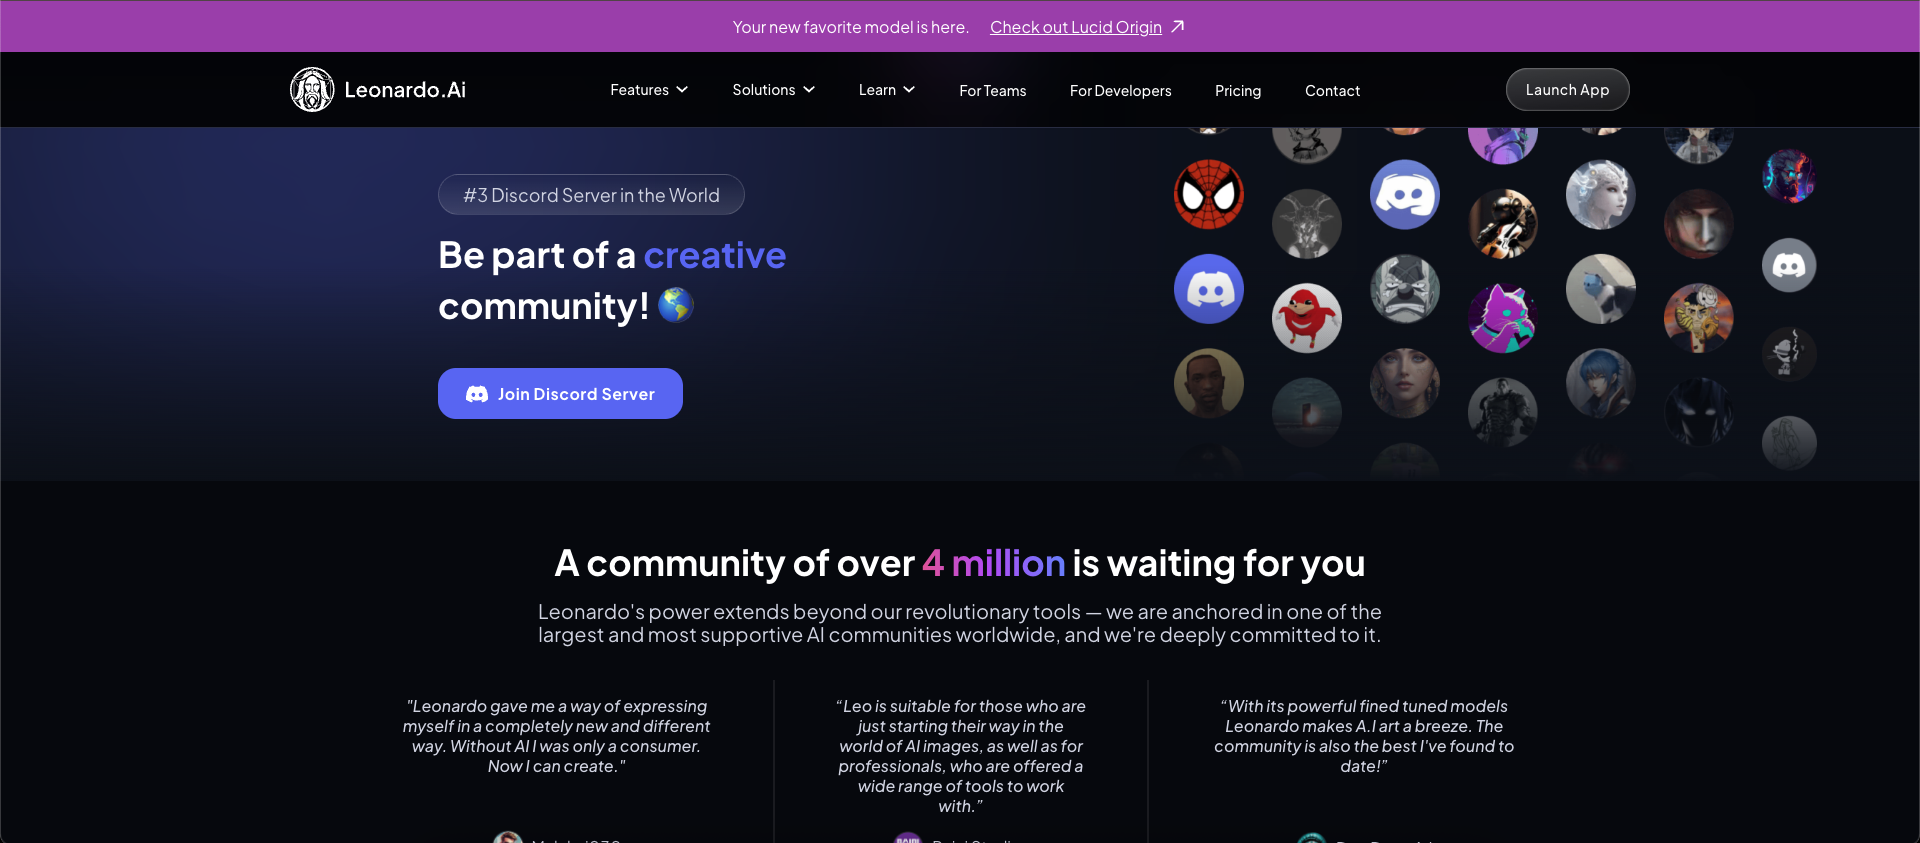 Your new favorite model is here. Check out Lucid Origin
Leonardo.Ai
Features
Solutions
Learn
For Teams
For Developers
Pricing
Contact
Launch App
#3 Discord Server in the World
Be part of a creative
community!
Join Discord Server
A community of over 4 million is waiting for you
Leonardo's power extends beyond our revolutionary tools — we are anchored in one of the
largest and most supportive AI communities worldwide, and we're deeply committed to it.
"Leonardo gave me a way of expressing
myself in a completely new and different
way. Without AI I was only a consumer.
Now I can create."
“Leo is suitable for those who are
just starting their way in the
world of AI images, as well as for
professionals, who are offered a
wide range of tools to work
with.”
“With its powerful fined tuned models
Leonardo makes A.I art a breeze. The
community is also the best I've found to
date!”